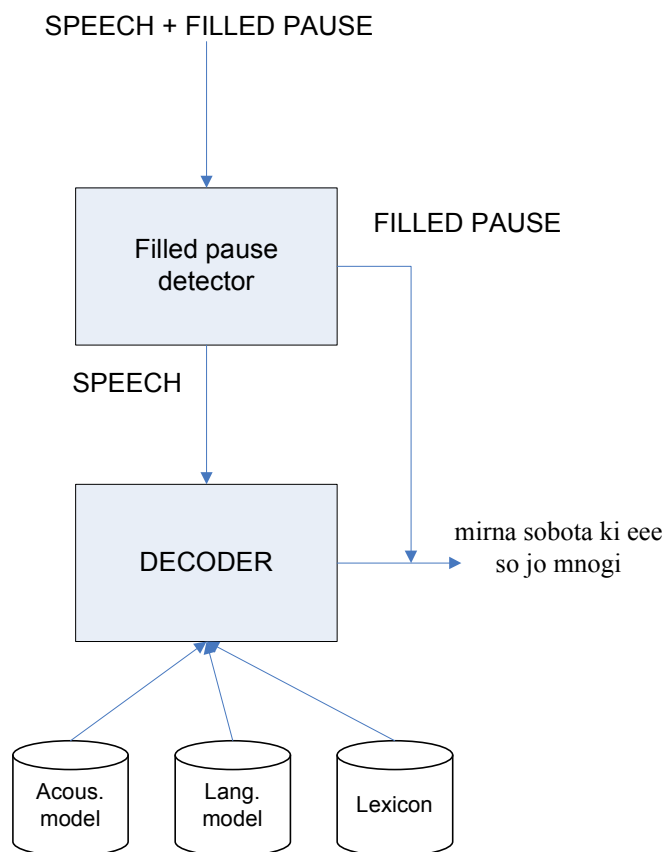 SPEECH + FILLED PAUSE
Filled pause
detector
FILLED PAUSE
SPEECH
DECODER
mirna sobota ki eee
so jo mnogi
Acous.
model
Lang.
model
Lexicon